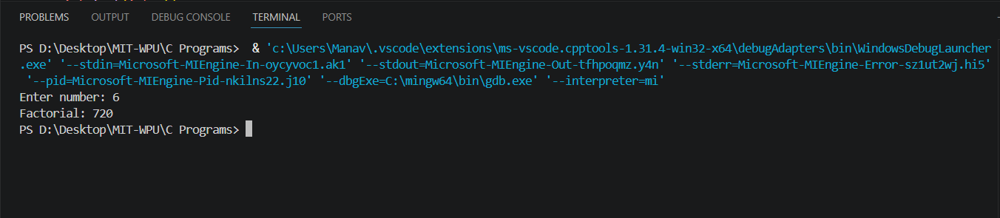 PROBLEMS OUTPUT DEBUG CONSOLE TERMINAL PORTS
PS D:\Desktop\MIT-WPU\C Programs>  & 'c:\Users\Manav\.vscode\extensions\ms-vscode.cpptools-1.31.4-win32-x64\debugAdapters\bin\WindowsDebugLauncher
.exe' '--stdin=Microsoft-MIEngine-In-oycyvoc1.ak1' '--stdout=Microsoft-MIEngine-Out-tfhpoqmz.y4n' '--stderr=Microsoft-MIEngine-Error-sz1ut2wj.hi5'
'--pid=Microsoft-MIEngine-Pid-nkilns22.j10' '--dbgExe=C:\mingw64\bin\gdb.exe' '--interpreter=mi'
Enter number: 6
Factorial: 720
PS D:\Desktop\MIT-WPU\C Programs>